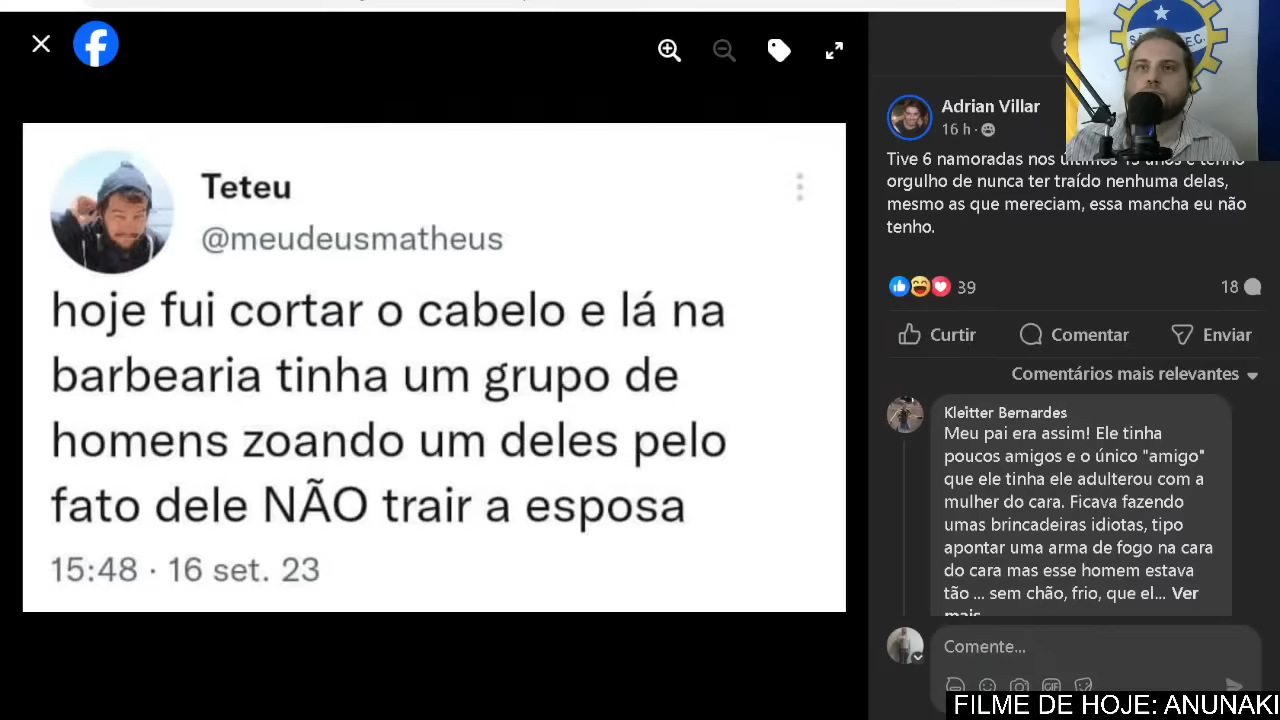 Teteu
@meudeusmatheus
hoje fui cortar o cabelo e lá na
barbearia tinha um grupo de
homens zoando um deles pelo
fato dele NÃO trair a esposa
15:48 · 16 set. 23
Adrian Villar
16 h ·
Tive 6 namoradas nos últimos 15 anos e tenho
orgulho de nunca ter traído nenhuma delas,
mesmo as que mereciam, essa mancha eu não
tenho.
39
18
Curtir
Comentar
Enviar
Comentários mais relevantes
Kleitter Bernardes
Meu pai era assim! Ele tinha
poucos amigos e o único "amigo"
que ele tinha ele adulterou com a
mulher do cara. Ficava fazendo
umas brincadeiras idiotas, tipo
apontar uma arma de fogo na cara
do cara mas esse homem estava
tão ... sem chão, frio, que el... Ver
mais
Comente...
GIF
FILME DE HOJE: ANUNAKI